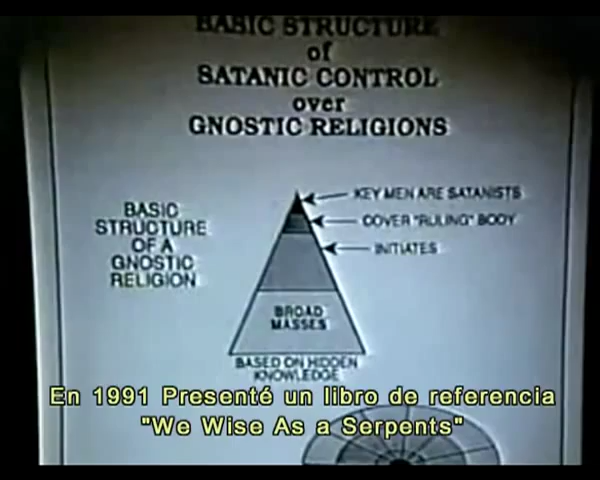 BASIC STRUCTURE
of
SATANIC CONTROL
over
GNOSTIC RELIGIONS
BASIC
STRUCTURE
OF A
GNOSTIC
RELIGION
KEY MEN ARE SATANISTS
COVER "RULING" BODY
INITIATES
BROAD
MASSES
BASED ON HIDDEN
KNOWLEDGE
En 1991 Presenté un libro de referencia
"We Wise As a Serpents"